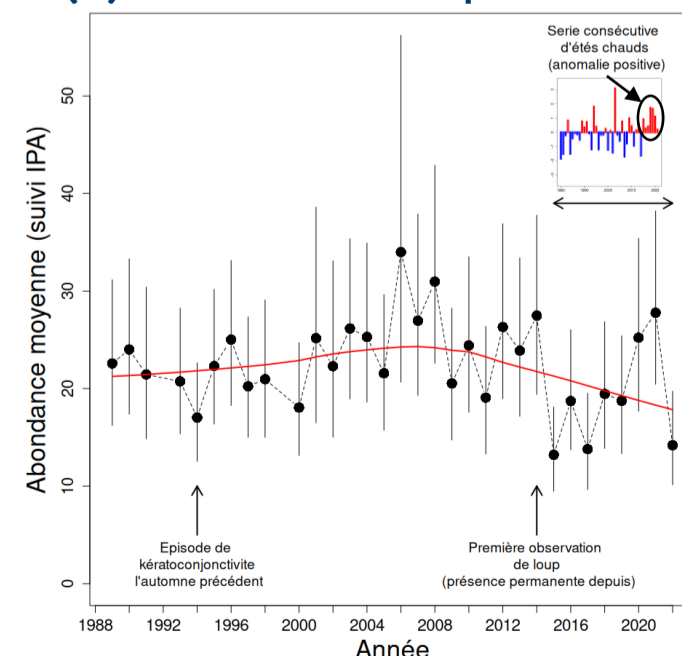 Serie consécutive
d'étés chauds
(anomalie positive)
50
40
30
20
10
0
Abondance moyenne (suivi IPA)
Episode de
kératoconjonctivite
l'automne précédent
Première observation
de loup
(présence permanente depuis)
1988 1992 1996 2000 2004 2008 2012 2016 2020
Année